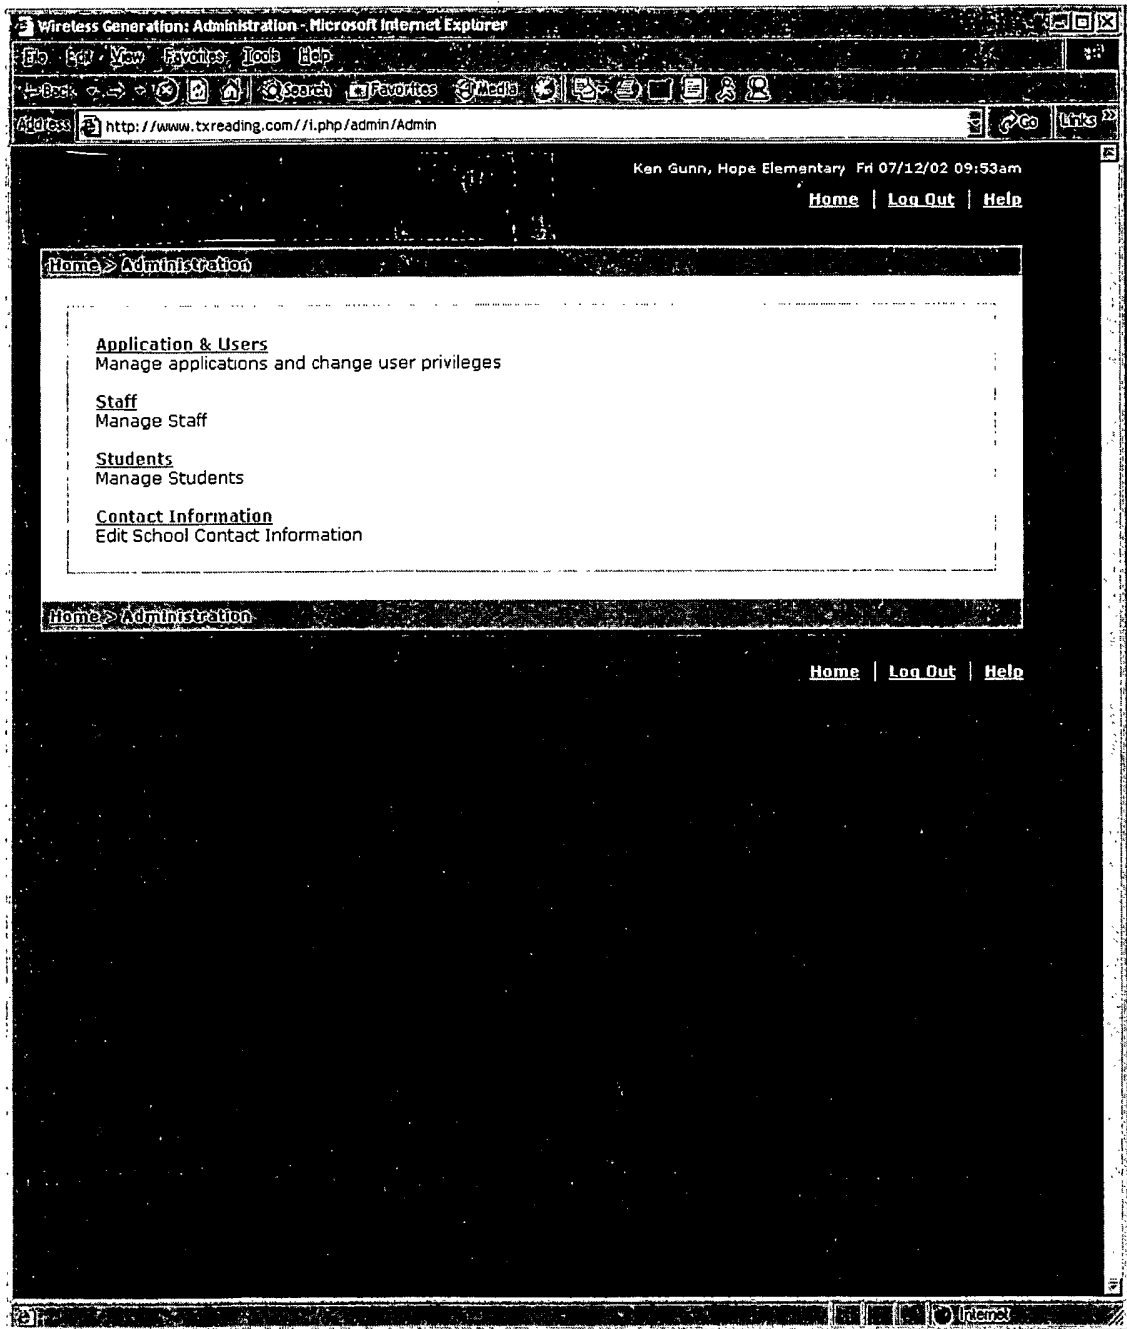 Wireless Generation: Administration - Microsoft Internet Explorer
File Edit View Favorites Tools Help
Back Search Favorites Media
Address http://www.txreading.com//i.php/admin/Admin Go Links »
Ken Gunn, Hope Elementary Fri 07/12/02 09:53am
Home | Log Out | Help
Home > Administration
Application & Users
Manage applications and change user privileges
Staff
Manage Staff
Students
Manage Students
Contact Information
Edit School Contact Information
Home > Administration
Home | Log Out | Help
Internet